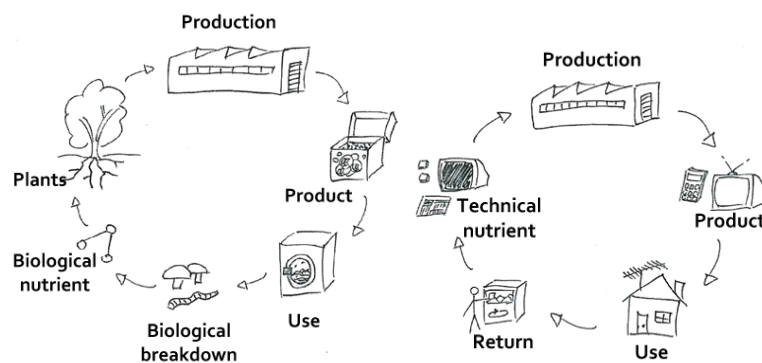 Production
Plants
Product
Biological
nutrient
Biological
breakdown
Use
Production
Technical
nutrient
Product
Return
Use